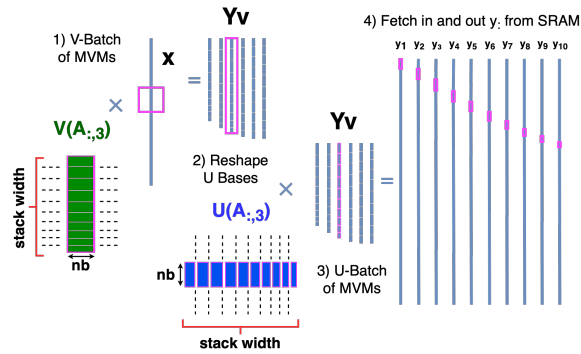 1) V-Batch
of MVMs
x
×
=
V(A:,3)
stack width
nb
Yv
2) Reshape
U Bases
U(A:,3)
×
nb
stack width
Yv
=
3) U-Batch
of MVMs
4) Fetch in and out y: from SRAM
y1 y2 y3 y4 y5 y6 y7 y8 y9 y10